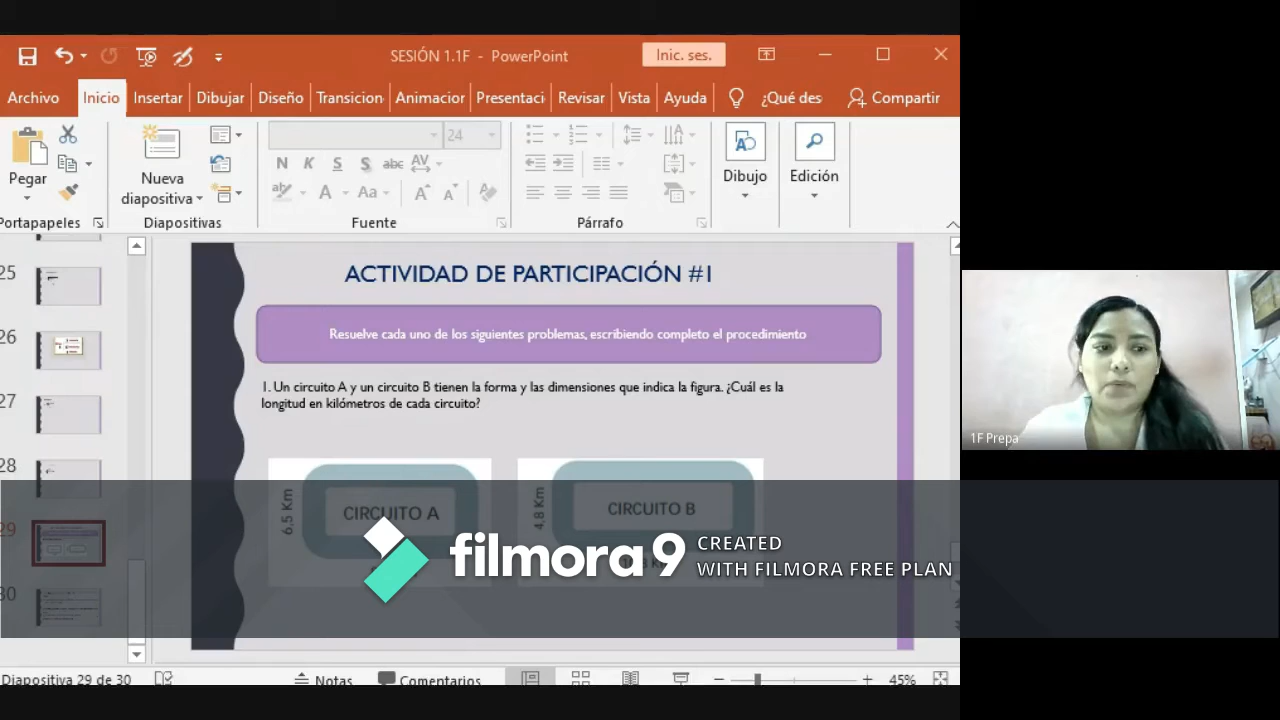 SESIÓN 1.1F - PowerPoint
Inic. ses.
Archivo
Inicio
Insertar
Dibujar
Diseño
Transicion
Animacior
Presentaci
Revisar
Vista
Ayuda
¿Qué des
Compartir
24
Pegar
Nueva
diapositiva
N K S S abc AV
A Aa A A
Dibujo
Edición
Portapapeles
Diapositivas
Fuente
Párrafo
25
26
27
28
29
30
ACTIVIDAD DE PARTICIPACIÓN #1
Resuelve cada uno de los siguientes problemas, escribiendo completo el procedimiento
1. Un circuito A y un circuito B tienen la forma y las dimensiones que indica la figura. ¿Cuál es la
longitud en kilómetros de cada circuito?
6.5 Km
CIRCUITO A
4.8 Km
CIRCUITO B
filmora9
CREATED
WITH FILMORA FREE PLAN
1F Prepa
Diapositiva 29 de 30
Notas
Comentarios
45%